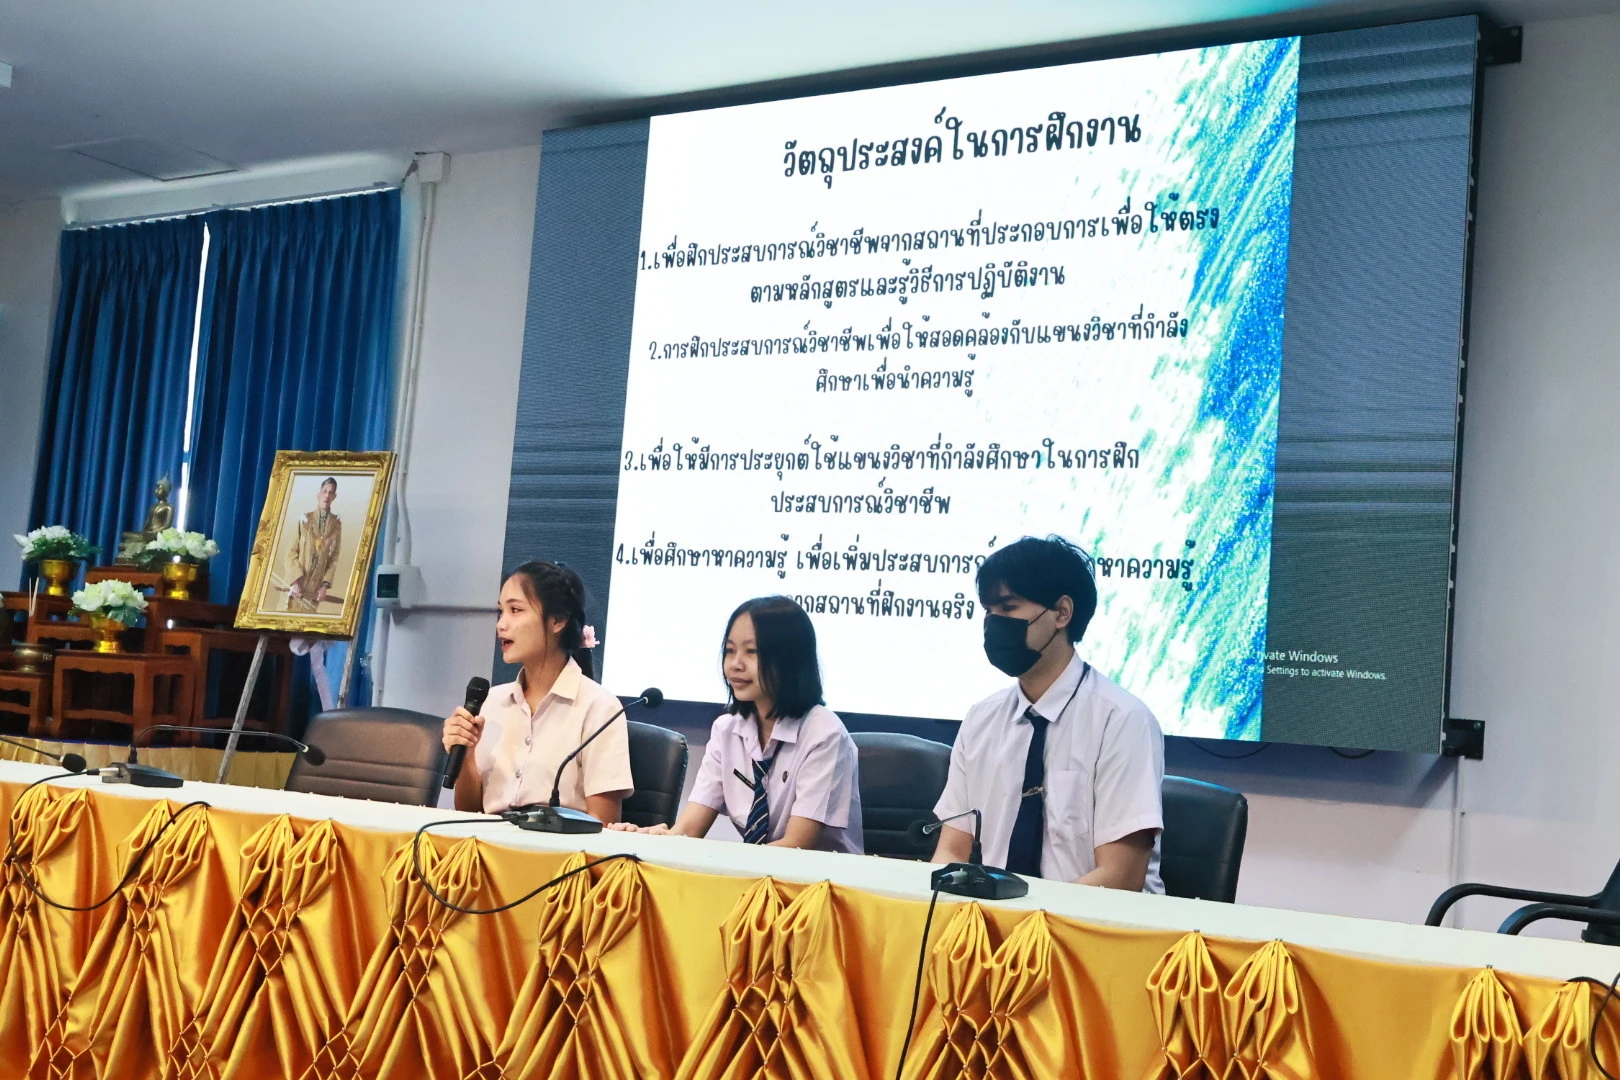 วัตถุประสงค์ในการฝึกงาน
1.เพื่อฝึกประสบการณ์วิชาชีพจากสถานที่ประกอบการเพื่อให้ตรง
ตามหลักสูตรและรู้วิธีการปฏิบัติงาน
2.การฝึกประสบการณ์วิชาชีพเพื่อให้สอดคล้องกับแขนงวิชาที่กำลัง
ศึกษาเพื่อนำความรู้
3.เพื่อให้มีการประยุกต์ใช้แขนงวิชาที่กำลังศึกษาในการฝึก
ประสบการณ์วิชาชีพ
4.เพื่อศึกษาหาความรู้ เพื่อเพิ่มประสบการณ์ หาความรู้
ากสถานที่ฝึกงานจริง
Activate Windows
Settings to activate Windows.